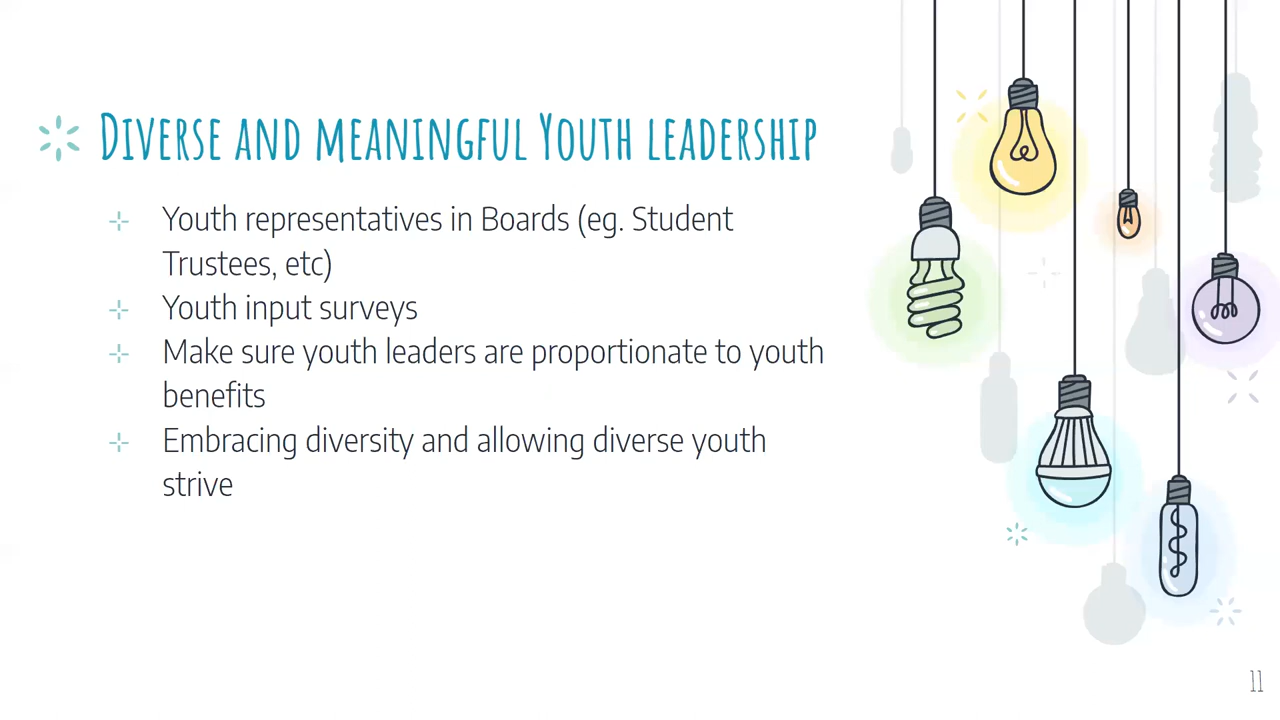 Diverse and meaningful Youth leadership
Youth representatives in Boards (eg. Student
Trustees, etc)
Youth input surveys
Make sure youth leaders are proportionate to youth
benefits
Embracing diversity and allowing diverse youth
strive
11